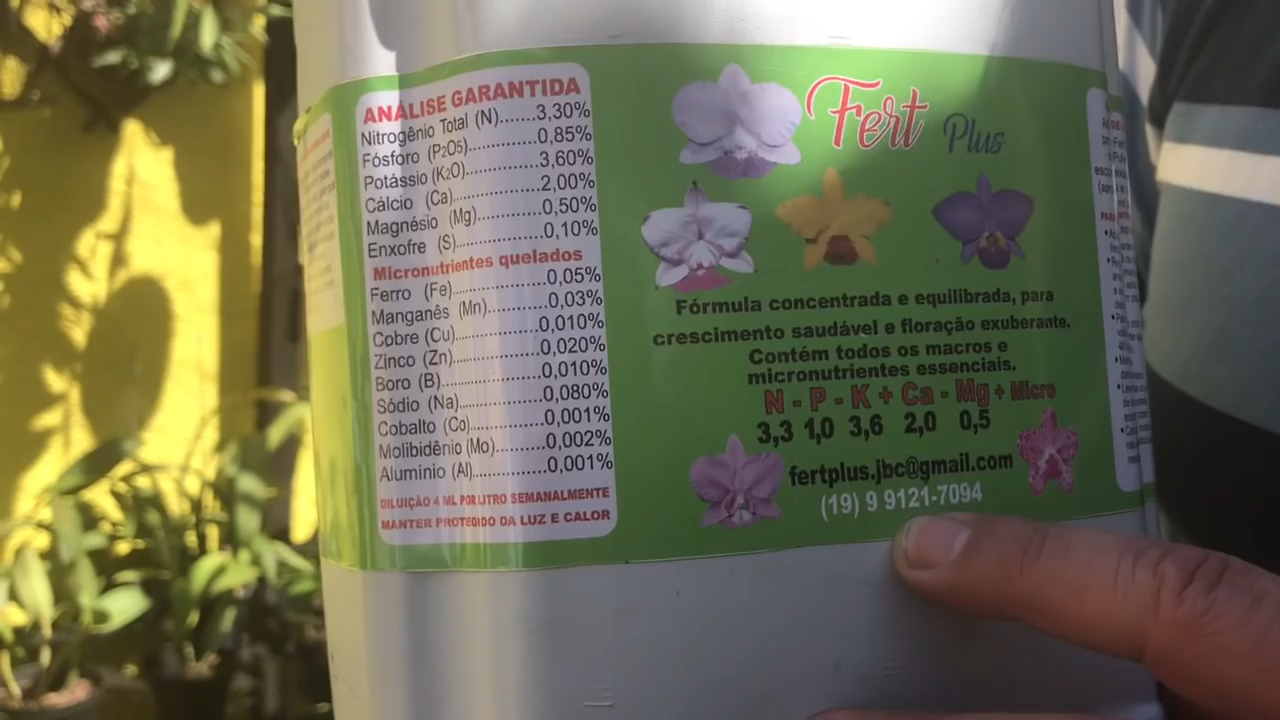 ANÁLISE GARANTIDA
Nitrogênio Total (N).......3,30%
Fósforo (P2O5)..................0,85%
Potássio (K2O)..................3,60%
Cálcio (Ca)......................2,00%
Magnésio (Mg)................0,50%
Enxofre (S)......................0,10%
Micronutrientes quelados
Ferro (Fe).......................0,05%
Manganês (Mn)...............0,03%
Cobre (Cu).....................0,010%
Zinco (Zn)......................0,020%
Boro (B).........................0,010%
Sódio (Na).....................0,080%
Cobalto (Co)..................0,001%
Molibidênio (Mo)............0,002%
Alumínio (Al)..................0,001%
DILUIÇÃO 4 ML POR LITRO SEMANALMENTE
MANTER PROTEGIDO DA LUZ E CALOR
Fert Plus
Fórmula concentrada e equilibrada, para
crescimento saudável e floração exuberante.
Contém todos os macros e
micronutrientes essenciais.
N - P - K + Ca - Mg + Micro
3,3 1,0 3,6 2,0 0,5
fertplus.jbc@gmail.com
(19) 9 9121-7094